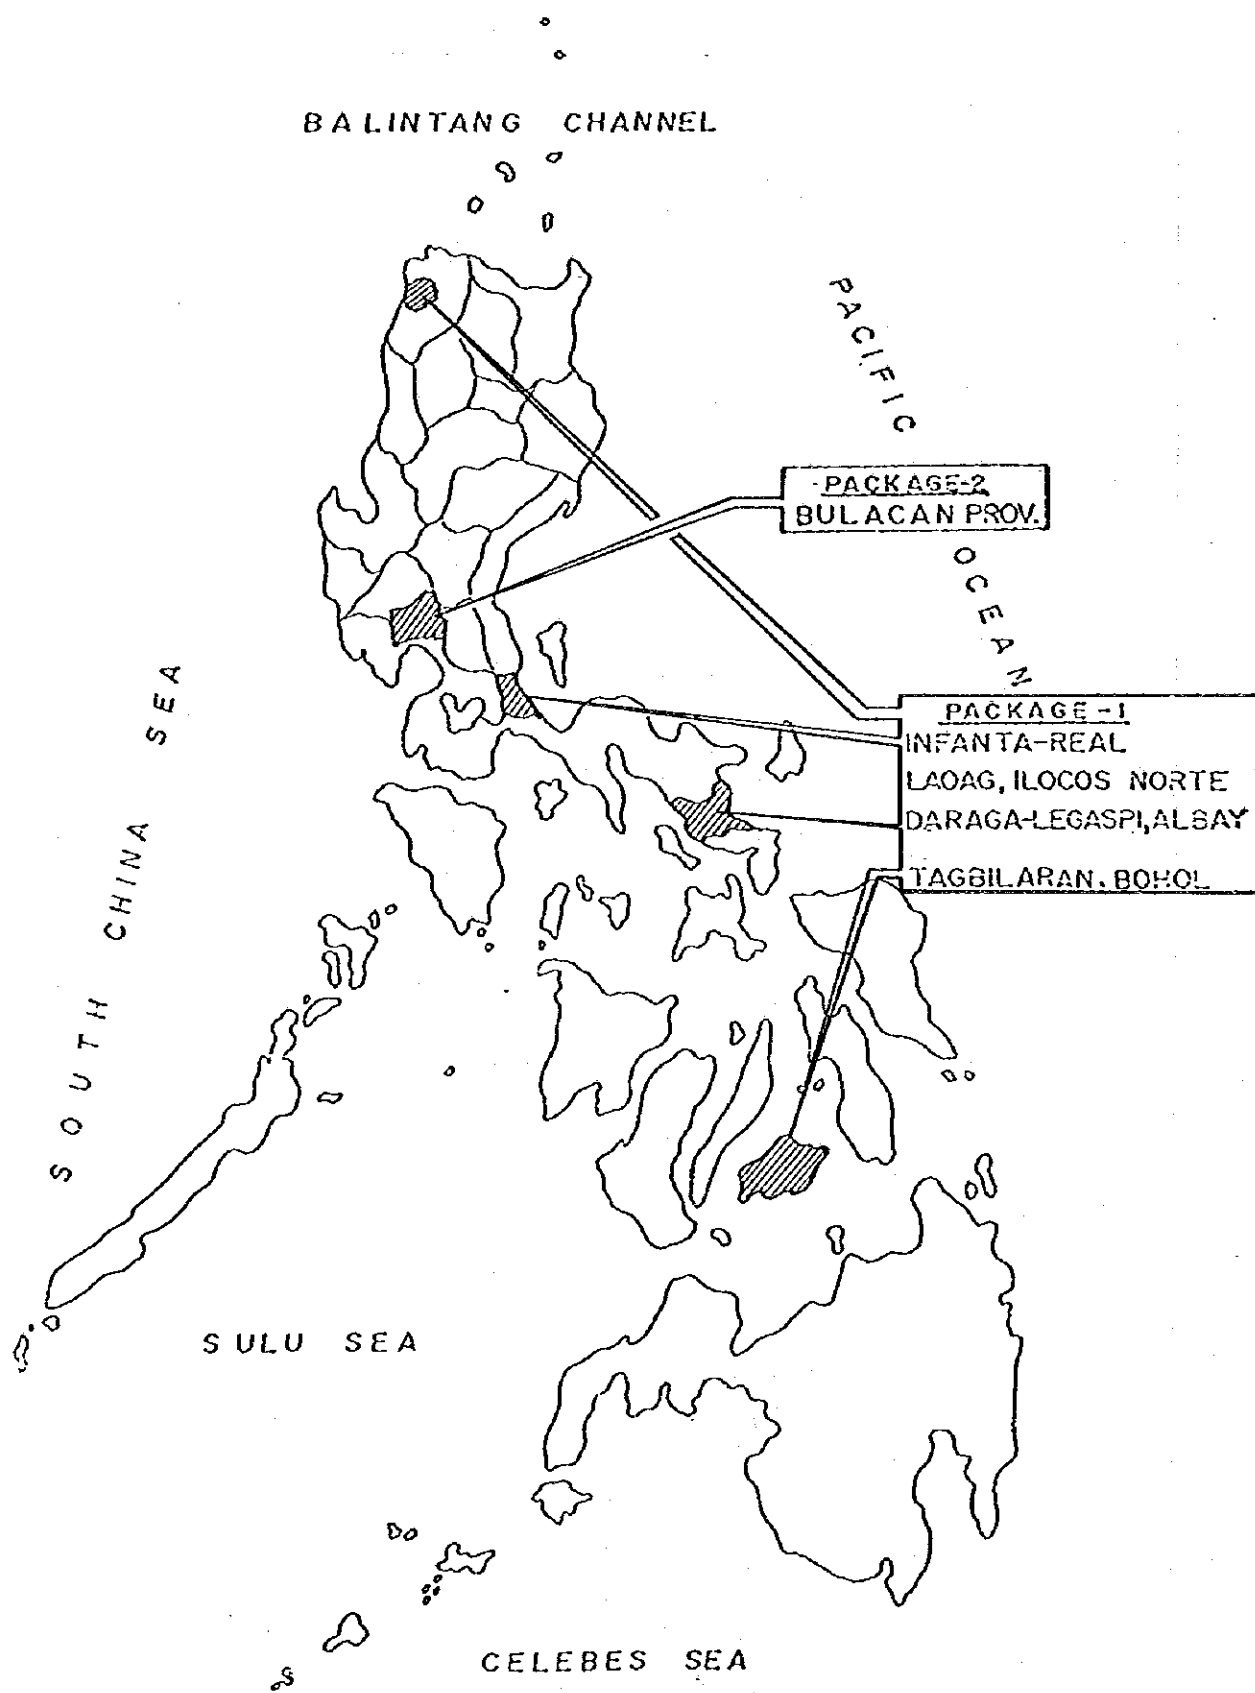 BALINTANG CHANNEL
PACIFIC OCEAN
PACKAGE-2
BULACAN PROV.
SOUTH CHINA SEA
PACKAGE-1
INFANTA-REAL
LAOAG, ILOCOS NORTE
DARAGA-LEGASPI, ALBAY
TAGBILARAN, BOHOL
SULU SEA
CELEBES SEA